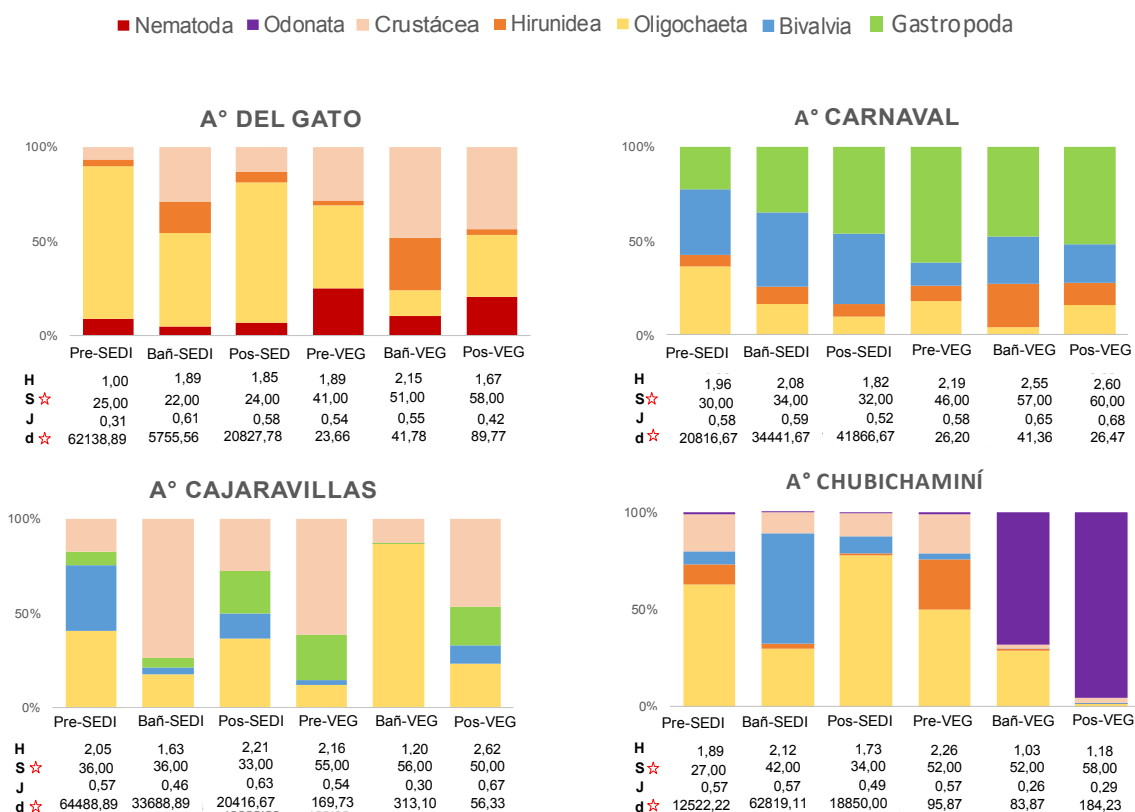 Nematoda Odonata Crustácea Hirunidea Oligochaeta Bivalvia Gastropoda
A° DEL GATO
100%
50%
0%
Pre-SEDI Bañ-SEDI Pos-SED Pre-VEG Bañ-VEG Pos-VEG
H 1,00 1,89 1,85 1,89 2,15 1,67
S ☆ 25,00 22,00 24,00 41,00 51,00 58,00
J 0,31 0,61 0,58 0,54 0,55 0,42
d ☆ 62138,89 5755,56 20827,78 23,66 41,78 89,77
A° CARNAVAL
100%
50%
0%
Pre-SEDI Bañ-SEDI Pos-SEDI Pre-VEG Bañ-VEG Pos-VEG
H 1,96 2,08 1,82 2,19 2,55 2,60
S ☆ 30,00 34,00 32,00 46,00 57,00 60,00
J 0,58 0,59 0,52 0,58 0,65 0,68
d ☆ 20816,67 34441,67 41866,67 26,20 41,36 26,47
A° CAJARAVILLAS
100%
50%
0%
Pre-SEDI Bañ-SEDI Pos-SEDI Pre-VEG Bañ-VEG Pos-VEG
H 2,05 1,63 2,21 2,16 1,20 2,62
S ☆ 36,00 36,00 33,00 55,00 56,00 50,00
J 0,57 0,46 0,63 0,54 0,30 0,67
d ☆ 64488,89 33688,89 20416,67 169,73 313,10 56,33
A° CHUBICHAMINÍ
100%
50%
0%
Pre-SEDI Bañ-SEDI Pos-SEDI Pre-VEG Bañ-VEG Pos-VEG
H 1,89 2,12 1,73 2,26 1,03 1,18
S ☆ 27,00 42,00 34,00 52,00 52,00 58,00
J 0,57 0,57 0,49 0,57 0,26 0,29
d ☆ 12522,22 62819,11 18850,00 95,87 83,87 184,23